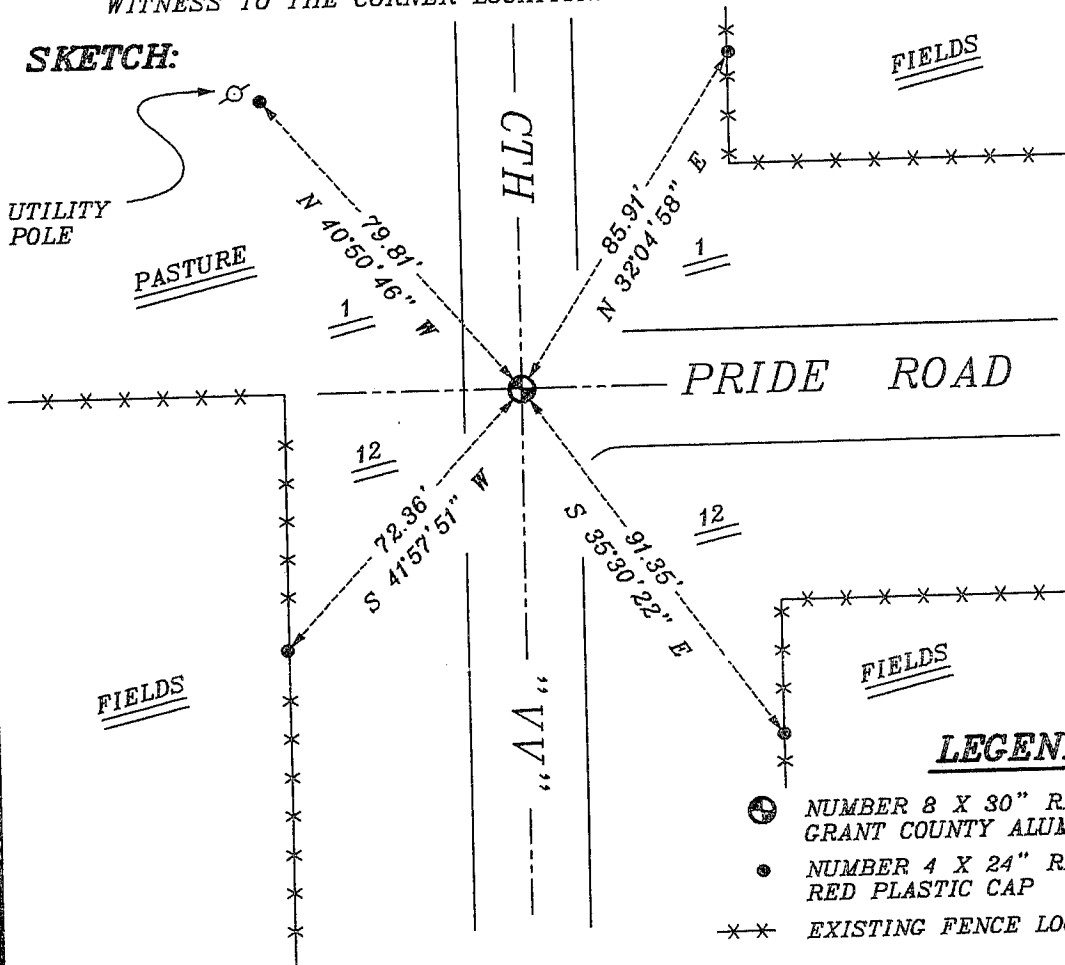 WITNESS TO THE CORNER LOCATION
SKETCH:
FIELDS
UTILITY
POLE
PASTURE
CTH
79.81'
N 40°50'46" W
85.91'
N 32°04'58" E
1
1
PRIDE ROAD
12
12
72.36'
S 41°57'51" W
91.35'
S 35°30'22" E
FIELDS
FIELDS
"VV"
LEGEN
NUMBER 8 X 30" R
GRANT COUNTY ALUM
NUMBER 4 X 24" R
RED PLASTIC CAP
EXISTING FENCE LO